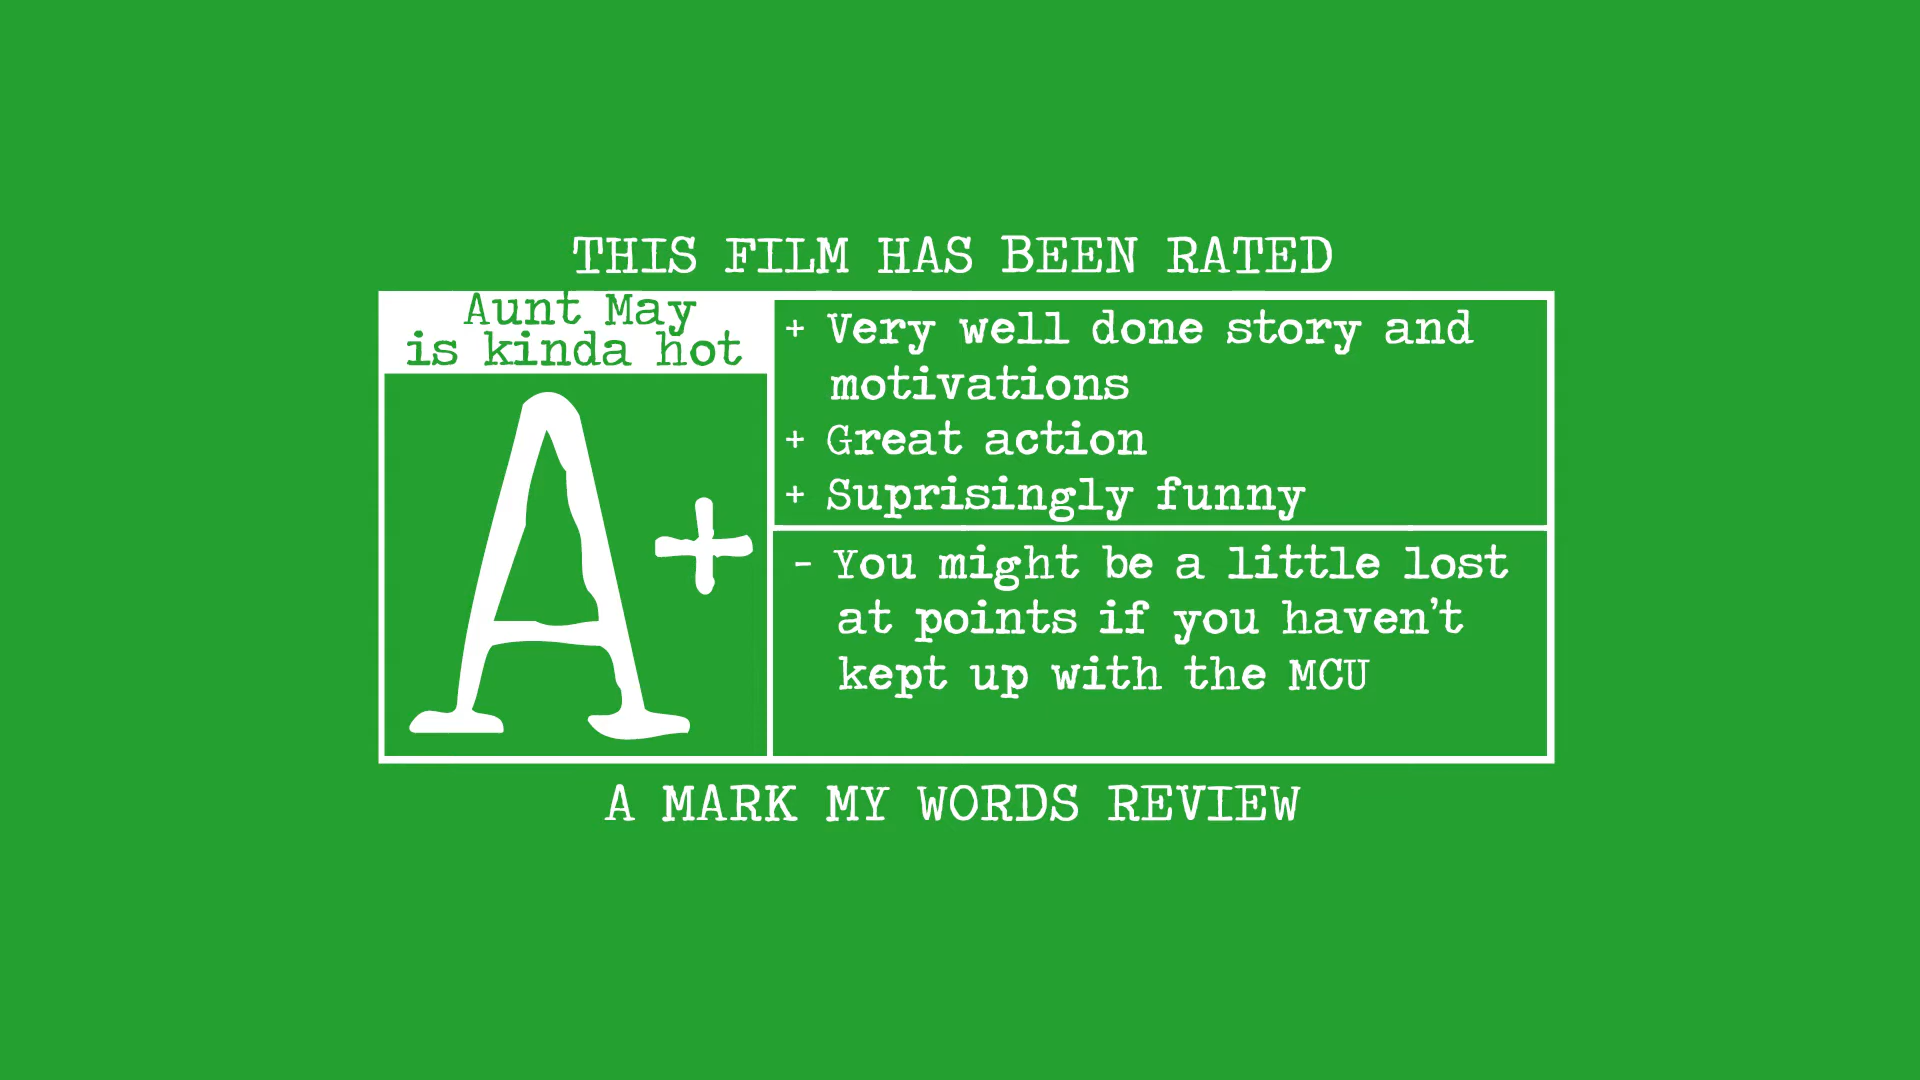 THIS FILM HAS BEEN RATED
Aunt May
is kinda hot
A+
+ Very well done story and
motivations
+ Great action
+ Suprisingly funny
- You might be a little lost
at points if you haven't
kept up with the MCU
A MARK MY WORDS REVIEW